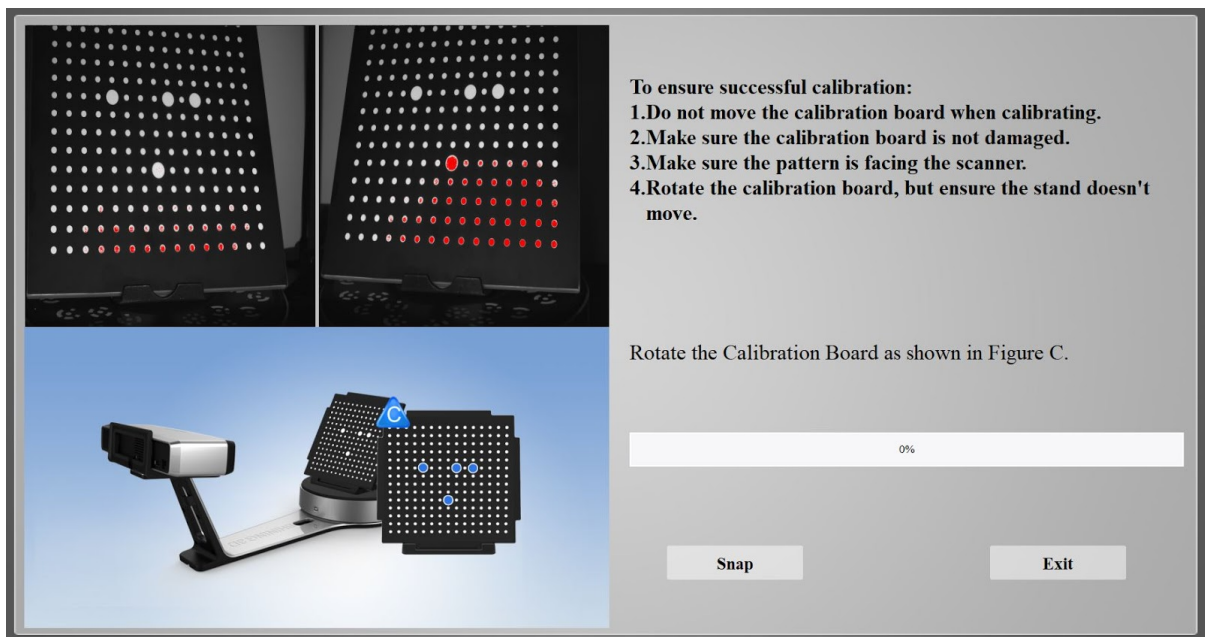 To ensure successful calibration:
1.Do not move the calibration board when calibrating.
2.Make sure the calibration board is not damaged.
3.Make sure the pattern is facing the scanner.
4.Rotate the calibration board, but ensure the stand doesn't
move.
Rotate the Calibration Board as shown in Figure C.
C
0%
Snap
Exit